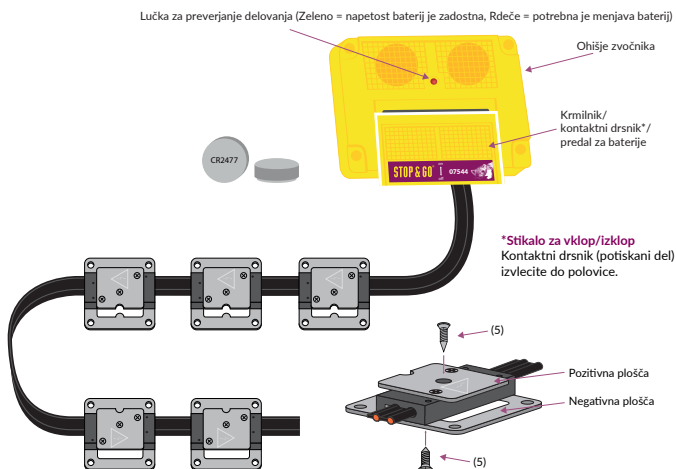 Lučka za preverjanje delovanja (Zeleno = napetost baterij je zadostna, Rdeče = potrebna je menjava baterij)
Ohišje zvočnika
Krmilnik/
kontaktni drsnik*/
predal za baterije
CR2477
STOP & GO
07544
*Stikalo za vklop/izklop
Kontaktni drsnik (potiskani del)
izvlecite do polovice.
(5)
Pozitivna plošča
Negativna plošča
(5)